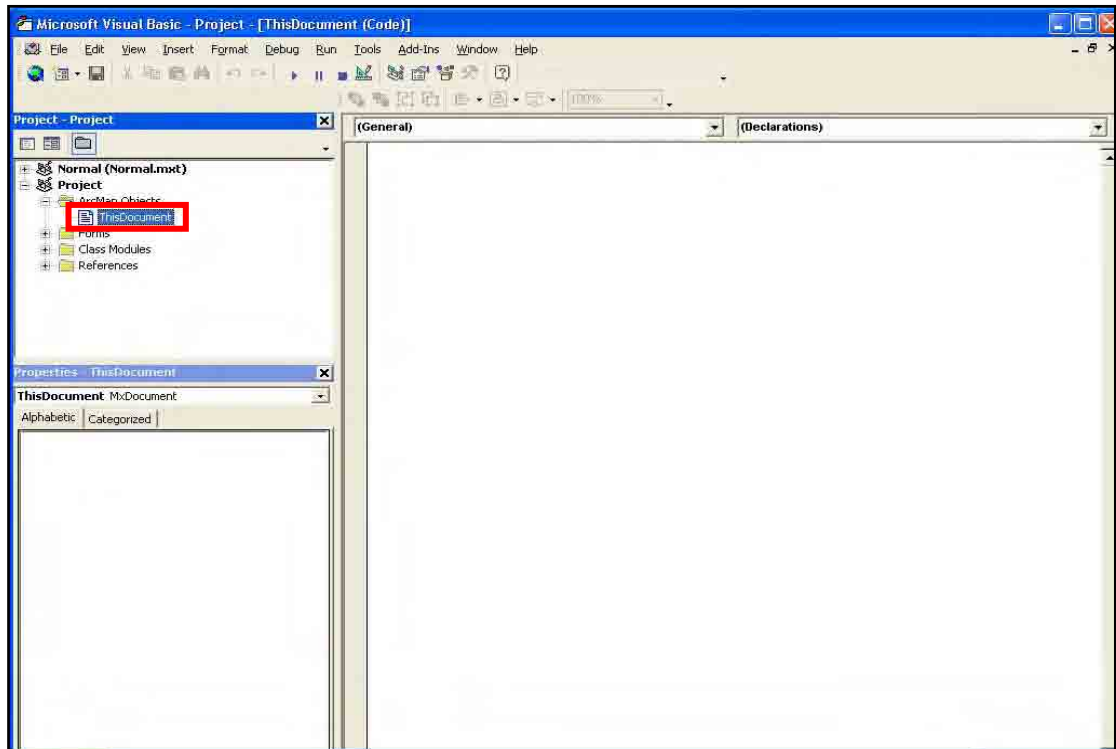 Microsoft Visual Basic - Project - [ThisDocument (Code)]
File Edit View Insert Format Debug Run Tools Add-Ins Window Help
100%
Project - Project
(General) (Declarations)
Normal (Normal.mxt)
Project
ArcMap Objects
ThisDocument
Forms
Class Modules
References
Properties - ThisDocument
ThisDocument MxDocument
Alphabetic Categorized